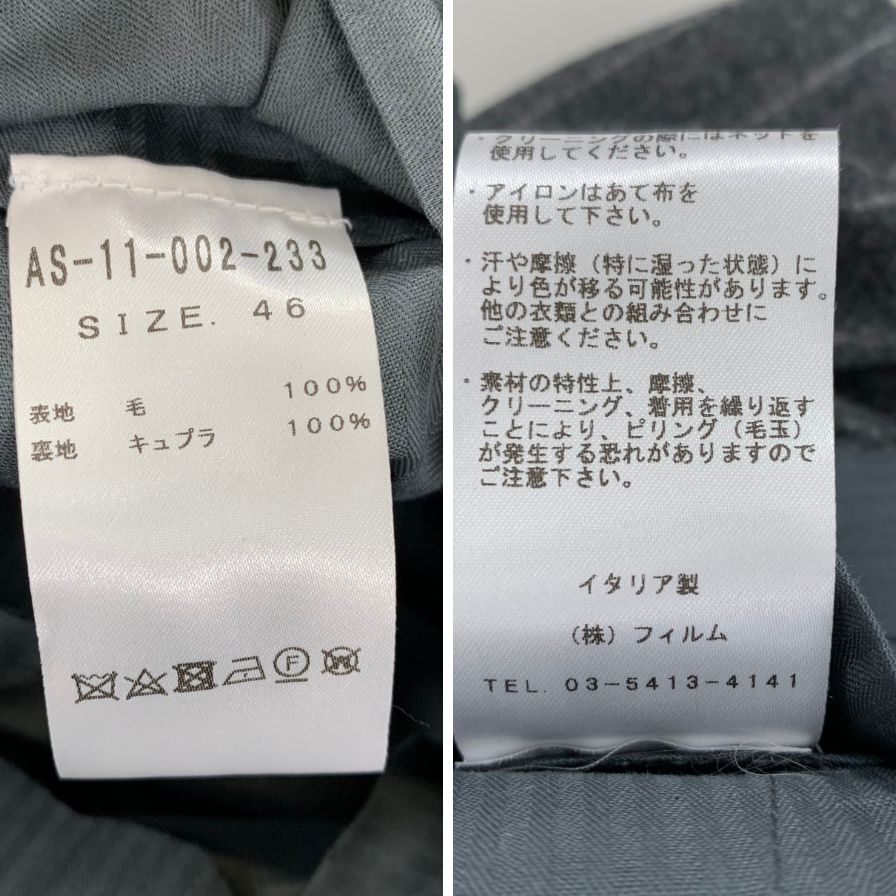 AS-11-002-233
SIZE. 46
表地 毛 100%
裏地 キュプラ 100%
F
W
・クリーニングの際にはネットを
使用してください。
・アイロンはあて布を
使用して下さい。
・汗や摩擦（特に湿った状態）に
より色が移る可能性があります。
他の衣類との組み合わせに
ご注意ください。
・素材の特性上、摩擦、
クリーニング、着用を繰り返す
ことにより、ピリング（毛玉）
が発生する恐れがありますので
ご注意下さい。
イタリア製
（株）フィルム
TEL. 03-5413-4141